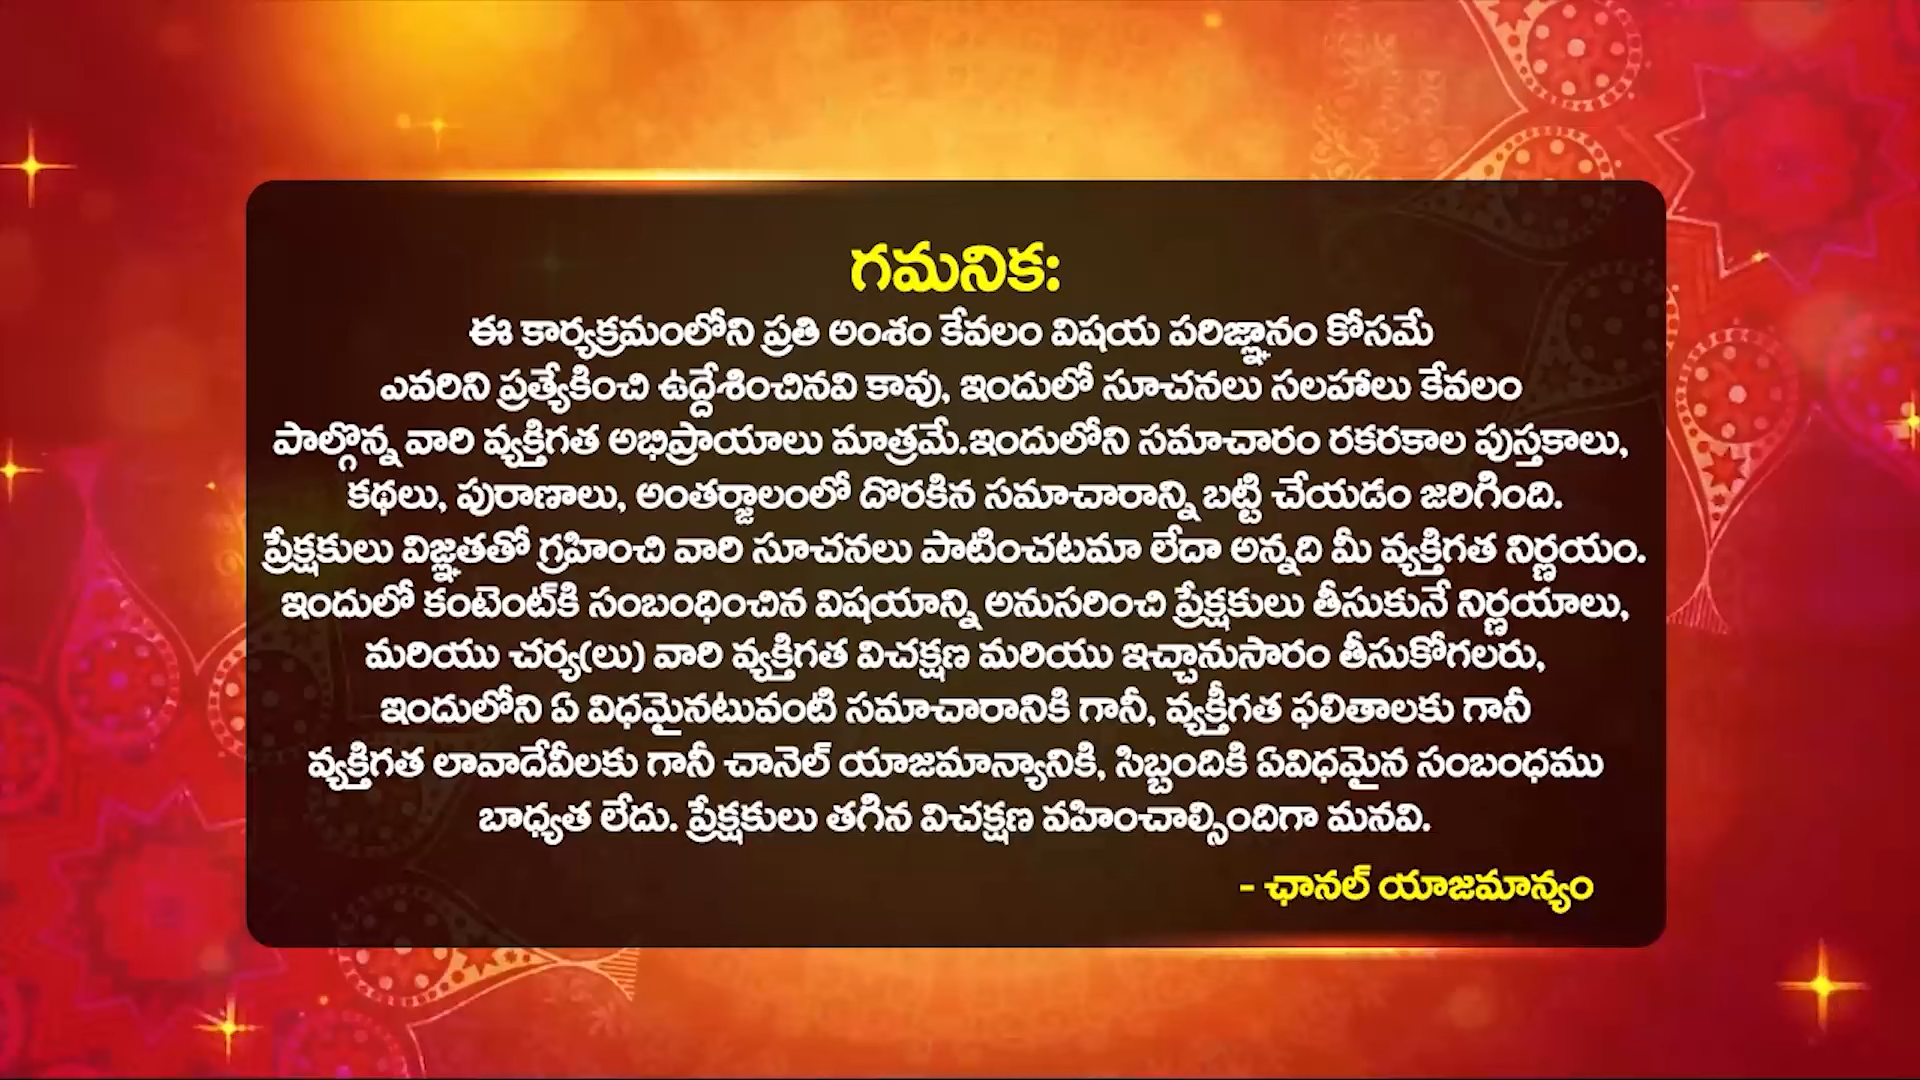 గమనిక:
ఈ కార్యక్రమంలోని ప్రతి అంశం కేవలం విషయ పరిజ్ఞానం కోసమే
ఎవరిని ప్రత్యేకించి ఉద్దేశించినవి కావు, ఇందులో సూచనలు సలహాలు కేవలం
పాల్గొన్న వారి వ్యక్తిగత అభిప్రాయాలు మాత్రమే.ఇందులోని సమాచారం రకరకాల పుస్తకాలు,
కథలు, పురాణాలు, అంతర్జాలంలో దొరకిన సమాచారాన్ని బట్టి చేయడం జరిగింది.
ప్రేక్షకులు విజ్ఞతతో గ్రహించి వారి సూచనలు పాటించటమా లేదా అన్నది మీ వ్యక్తిగత నిర్ణయం.
ఇందులో కంటెంట్‌కి సంబంధించిన విషయాన్ని అనుసరించి ప్రేక్షకులు తీసుకునే నిర్ణయాలు,
మరియు చర్య(లు) వారి వ్యక్తిగత విచక్షణ మరియు ఇచ్చానుసారం తీసుకోగలరు,
ఇందులోని ఏ విధమైనటువంటి సమాచారానికి గానీ, వ్యక్తీగత ఫలితాలకు గానీ
వ్యక్తిగత లావాదేవీలకు గానీ చానెల్ యాజమాన్యానికి, సిబ్బందికి ఏవిధమైన సంబంధము
బాధ్యత లేదు. ప్రేక్షకులు తగిన విచక్షణ వహించాల్సిందిగా మనవి.
- ఛానల్ యాజమాన్యం